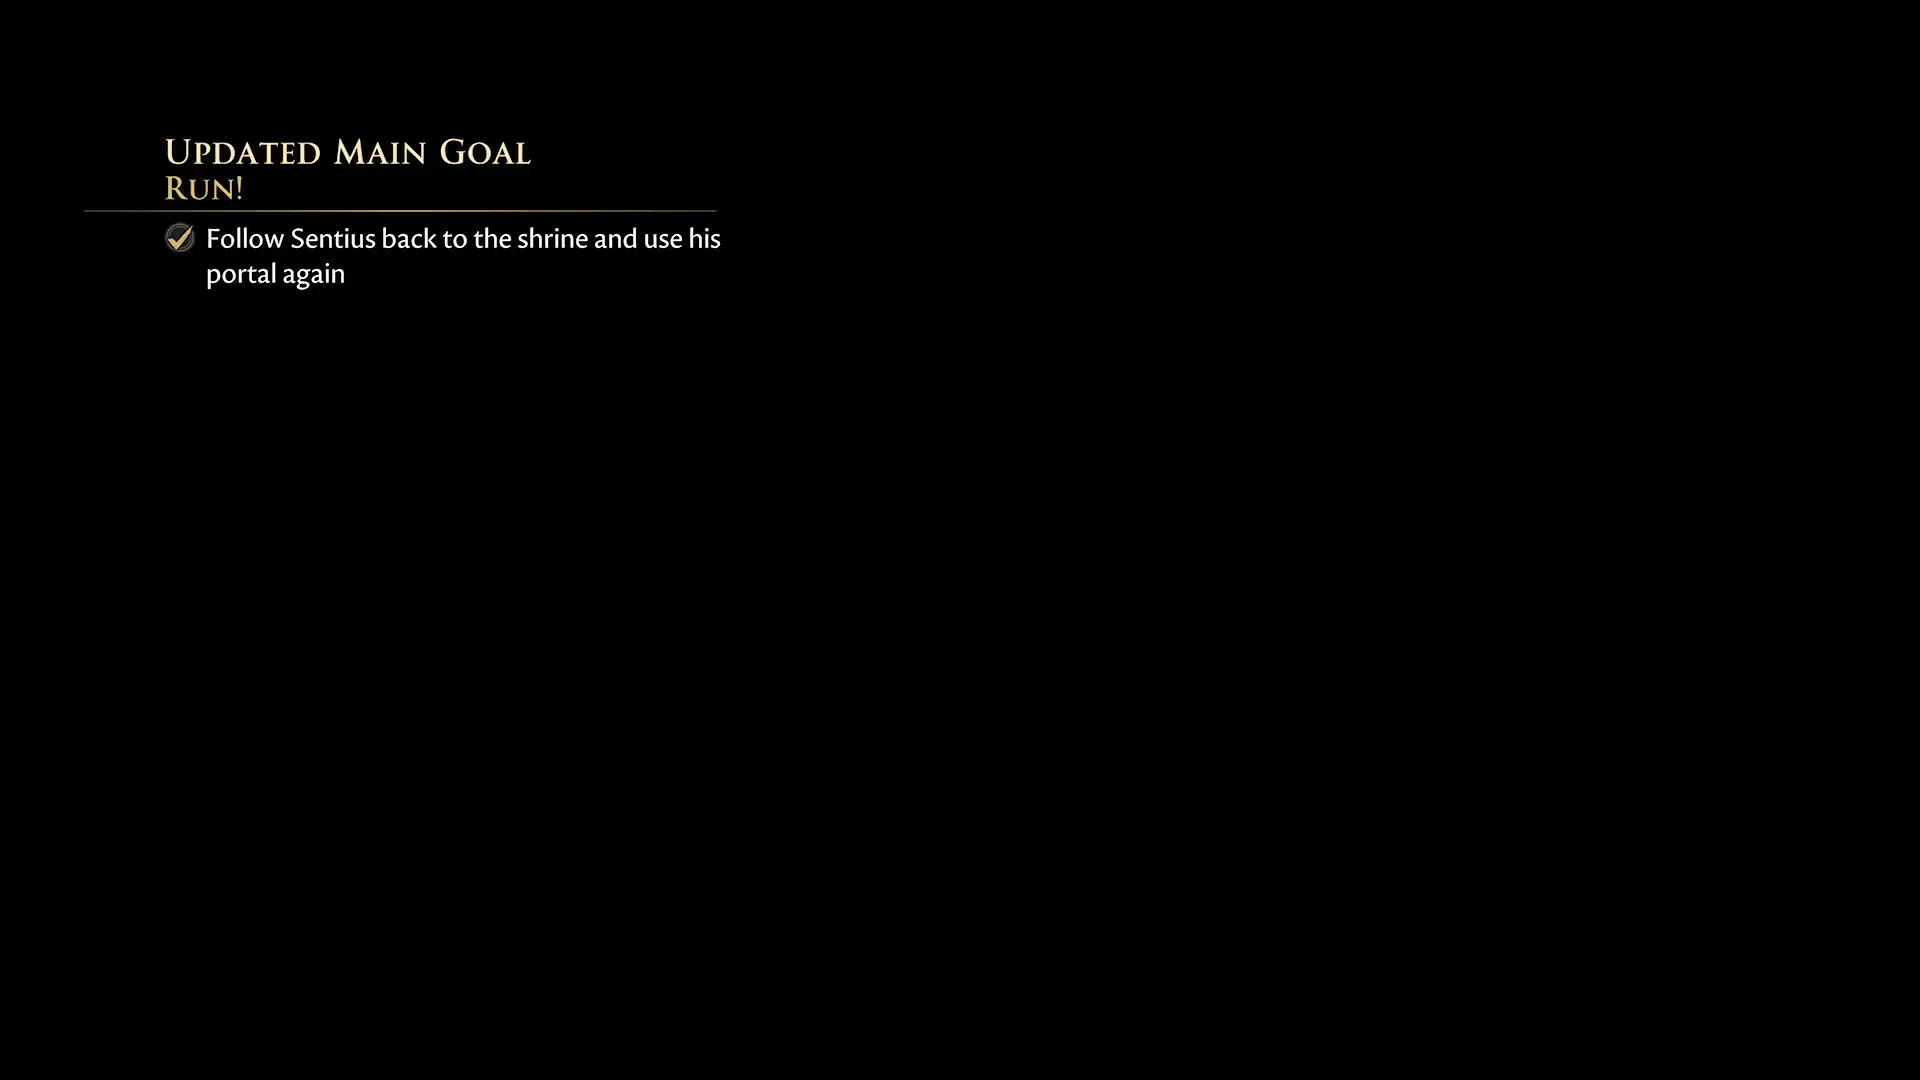 Updated Main Goal
Run!
Follow Sentius back to the shrine and use his
portal again